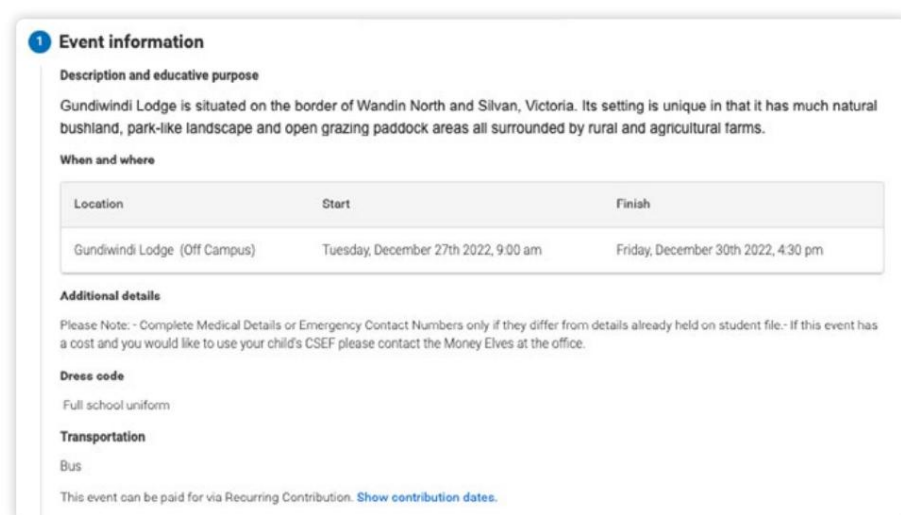 1 Event information
Description and educative purpose
Gundiwindi Lodge is situated on the border of Wandin North and Silvan, Victoria. Its setting is unique in that it has much natural
bushland, park-like landscape and open grazing paddock areas all surrounded by rural and agricultural farms.
When and where
Location Start Finish
Gundiwindi Lodge (Off Campus) Tuesday, December 27th 2022, 9:00 am Friday, December 30th 2022, 4:30 pm
Additional details
Please Note: - Complete Medical Details or Emergency Contact Numbers only if they differ from details already held on student file.- If this event has
a cost and you would like to use your child's CSEF please contact the Money Elves at the office.
Dress code
Full school uniform
Transportation
Bus
This event can be paid for via Recurring Contribution. Show contribution dates.